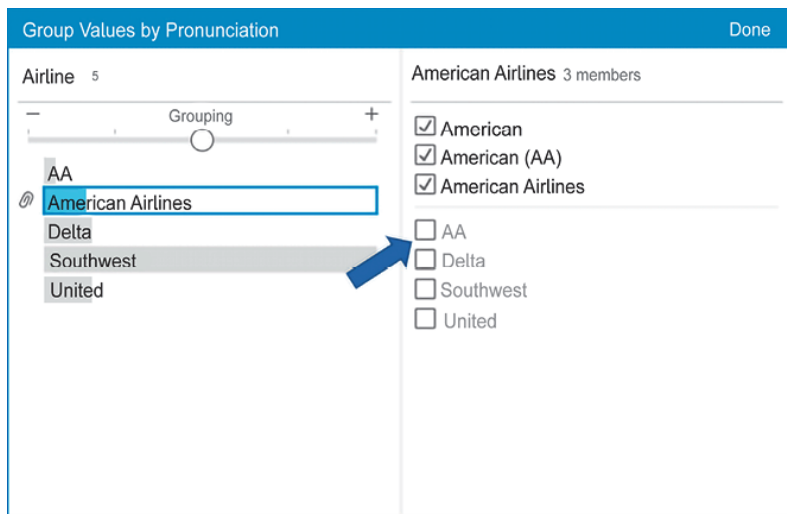 Group Values by Pronunciation Done
Airline 5
Grouping
AA
American Airlines
Delta
Southwest
United
American Airlines 3 members
American
American (AA)
American Airlines
AA
Delta
Southwest
United